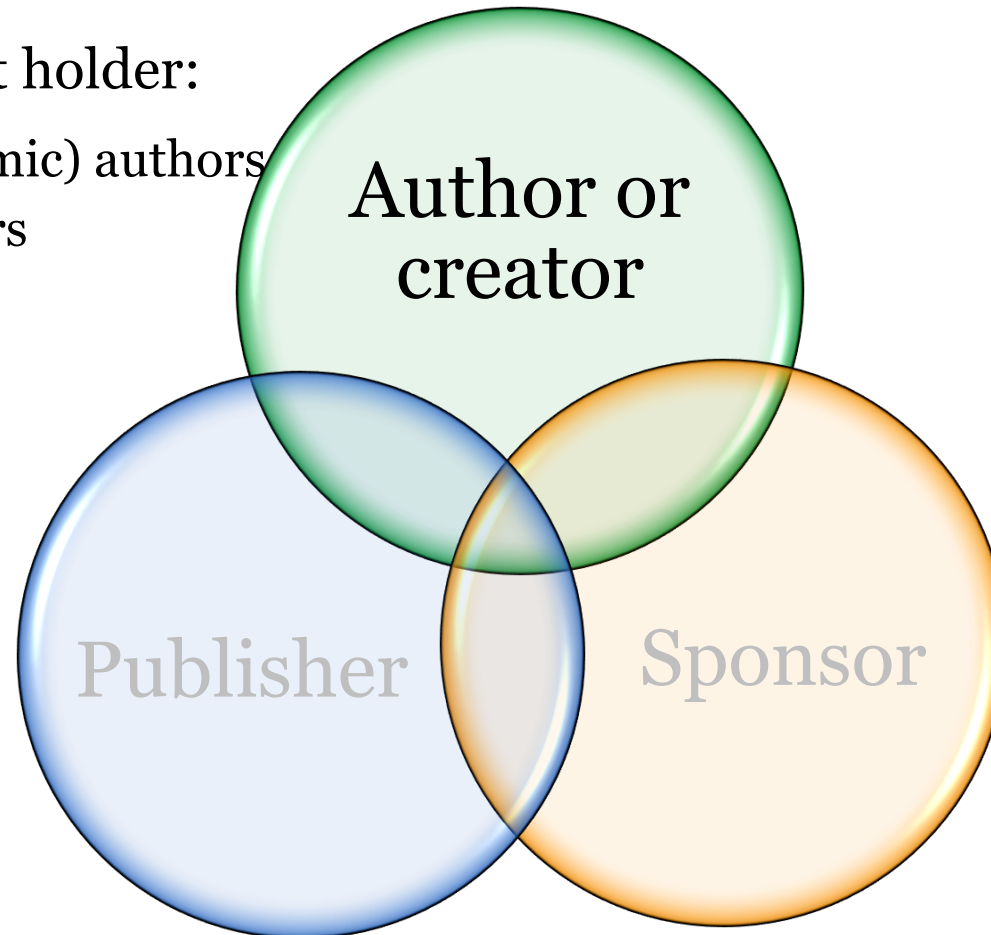 t holder:
mic) authors
rs
Author or
creator
Publisher
Sponsor